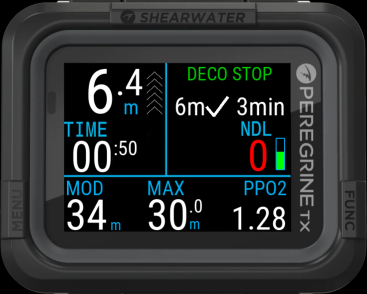 SHEARWATER
6.4 m
DECO STOP
6m 3min
TIME
00:50
NDL
0
MOD
34 m
MAX
30.0 m
PPO2
1.28
PEREGRINE TX
MENU
FUNC